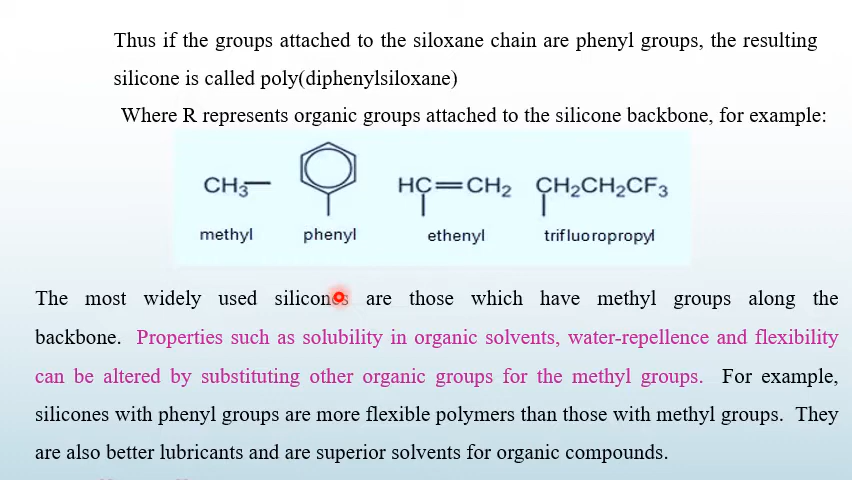 Thus if the groups attached to the siloxane chain are phenyl groups, the resulting
silicone is called poly(diphenylsiloxane)
Where R represents organic groups attached to the silicone backbone, for example:
CH3— HC=CH2 CH2CH2CF3
methyl phenyl ethenyl trifluoropropyl
The most widely used silicones are those which have methyl groups along the
backbone. Properties such as solubility in organic solvents, water-repellence and flexibility
can be altered by substituting other organic groups for the methyl groups. For example,
silicones with phenyl groups are more flexible polymers than those with methyl groups. They
are also better lubricants and are superior solvents for organic compounds.